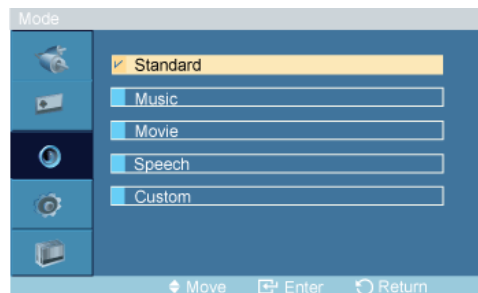 Mode
Standard
Music
Movie
Speech
Custom
Move Enter Return